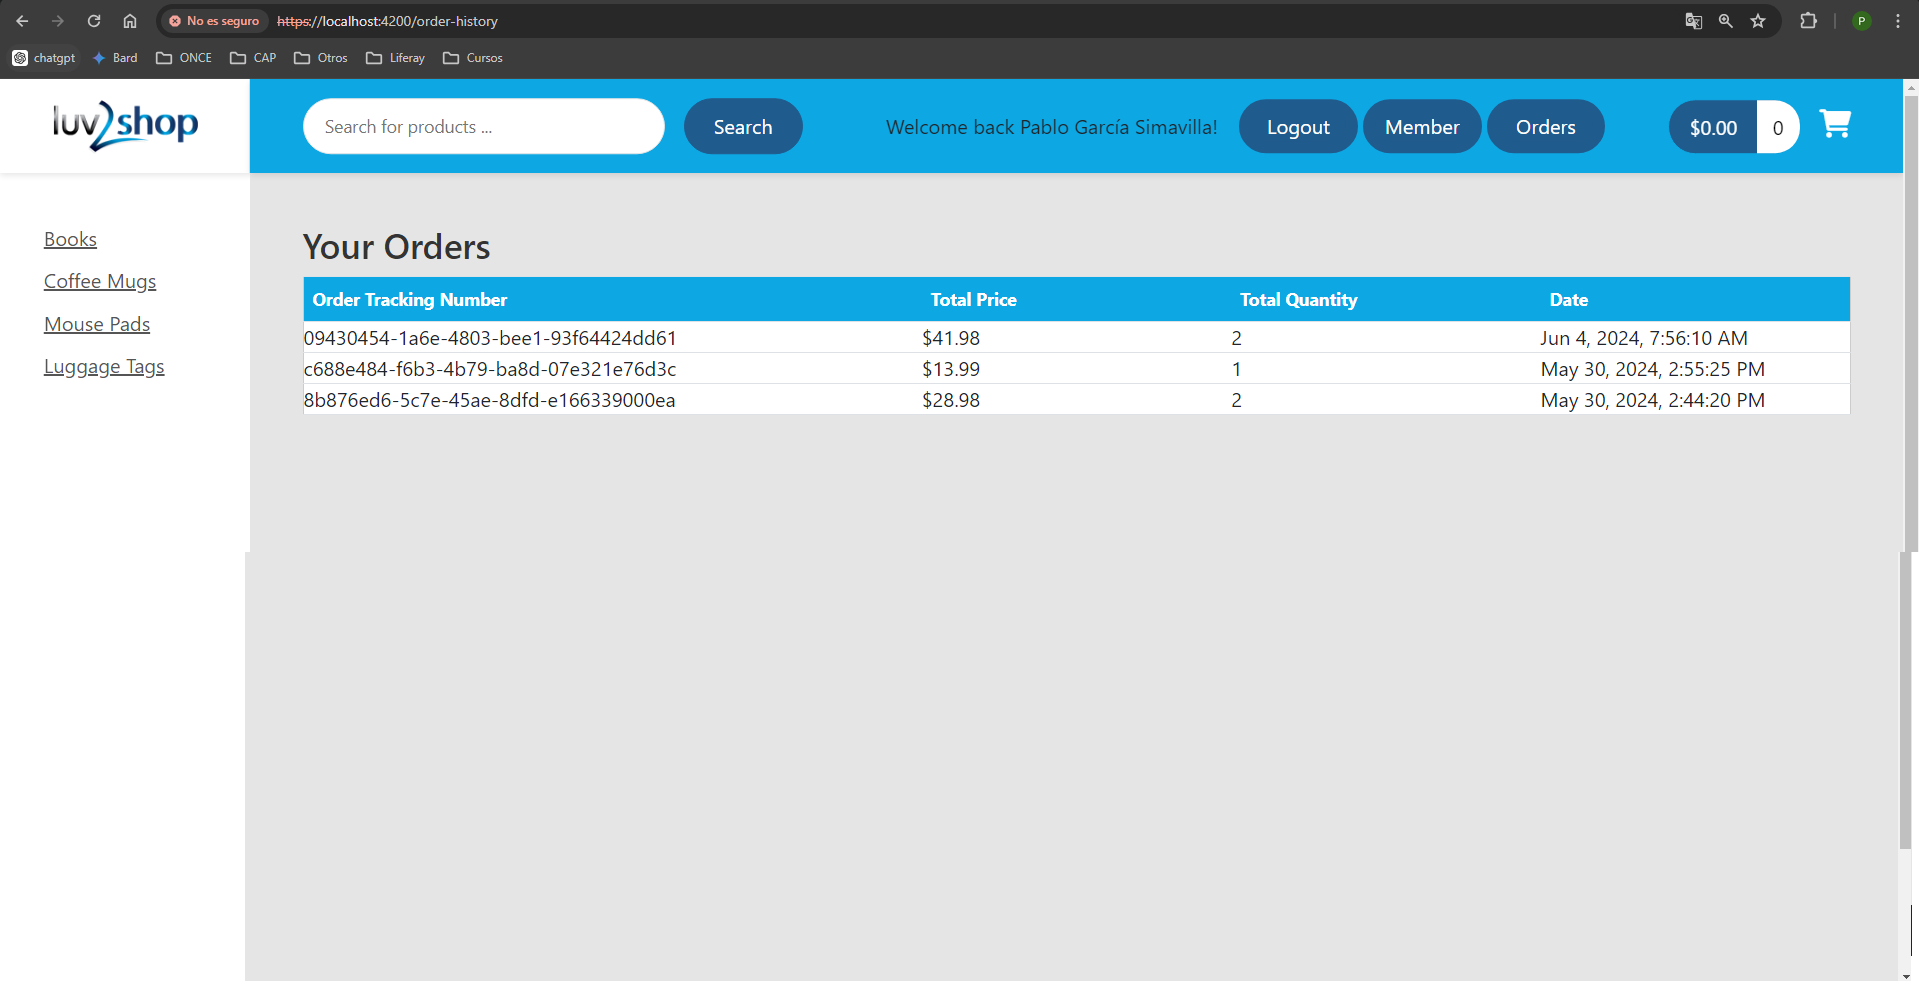 No es seguro https://localhost:4200/order-history P
chatgpt Bard ONCE CAP Otros Liferay Cursos
luv2shop Search for products ... Search Welcome back Pablo García Simavilla! Logout Member Orders $0.00 0
Books
Coffee Mugs
Mouse Pads
Luggage Tags
Your Orders
Order Tracking Number Total Price Total Quantity Date
09430454-1a6e-4803-bee1-93f64424dd61 $41.98 2 Jun 4, 2024, 7:56:10 AM
c688e484-f6b3-4b79-ba8d-07e321e76d3c $13.99 1 May 30, 2024, 2:55:25 PM
8b876ed6-5c7e-45ae-8dfd-e166339000ea $28.98 2 May 30, 2024, 2:44:20 PM